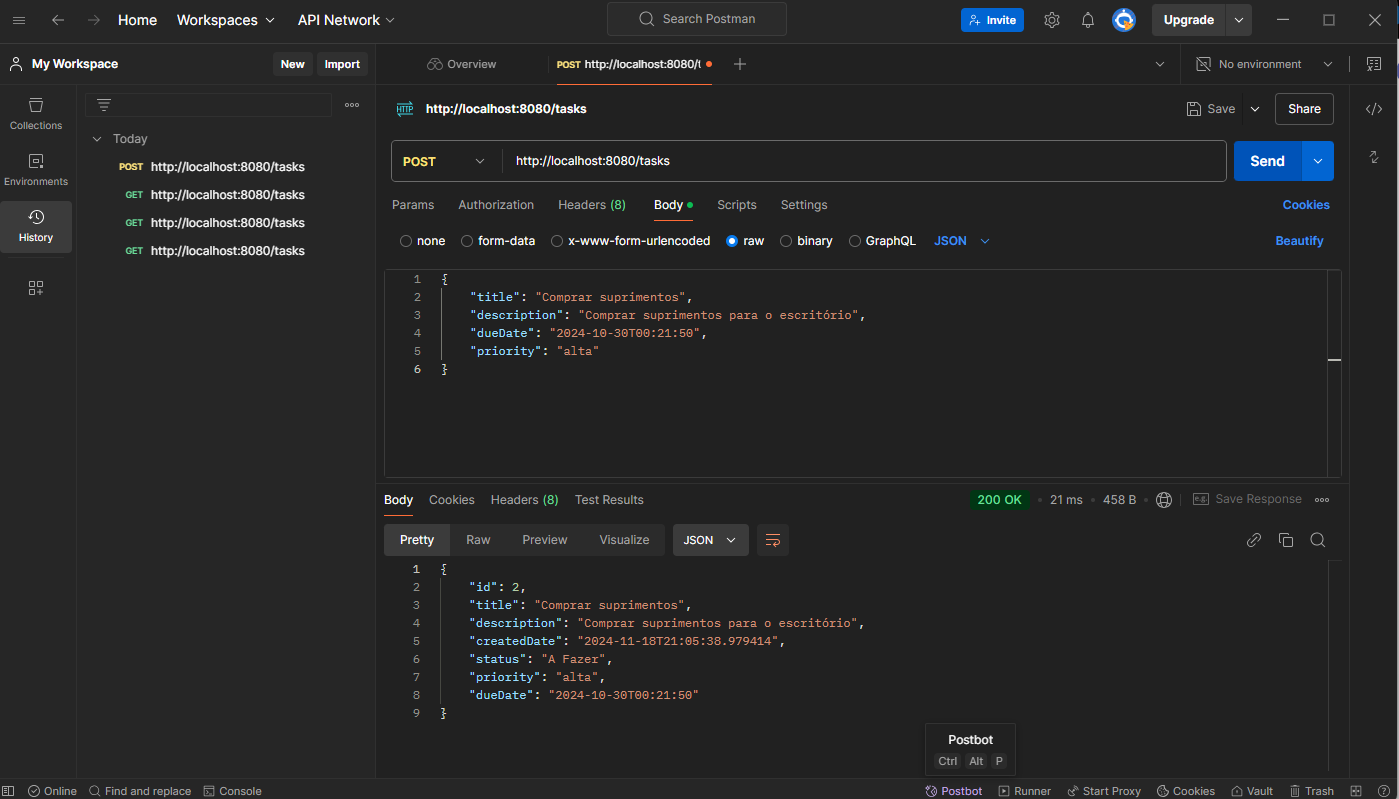 Home Workspaces API Network Search Postman Invite Upgrade
My Workspace New Import Overview POST http://localhost:8080/t No environment
HTTP http://localhost:8080/tasks Save Share
Collections
Environments
History
Today
POST http://localhost:8080/tasks
GET http://localhost:8080/tasks
GET http://localhost:8080/tasks
GET http://localhost:8080/tasks
POST http://localhost:8080/tasks Send
Params Authorization Headers (8) Body Scripts Settings Cookies
none form-data x-www-form-urlencoded raw binary GraphQL JSON Beautify
1 {
2 "title": "Comprar suprimentos",
3 "description": "Comprar suprimentos para o escritório",
4 "dueDate": "2024-10-30T00:21:50",
5 "priority": "alta"
6 }
Body Cookies Headers (8) Test Results 200 OK 21 ms 458 B e.g. Save Response
Pretty Raw Preview Visualize JSON
1 {
2 "id": 2,
3 "title": "Comprar suprimentos",
4 "description": "Comprar suprimentos para o escritório",
5 "createdDate": "2024-11-18T21:05:38.979414",
6 "status": "A Fazer",
7 "priority": "alta",
8 "dueDate": "2024-10-30T00:21:50"
9 }
Postbot
Ctrl Alt P
Online Find and replace Console Postbot Runner Start Proxy Cookies Vault Trash